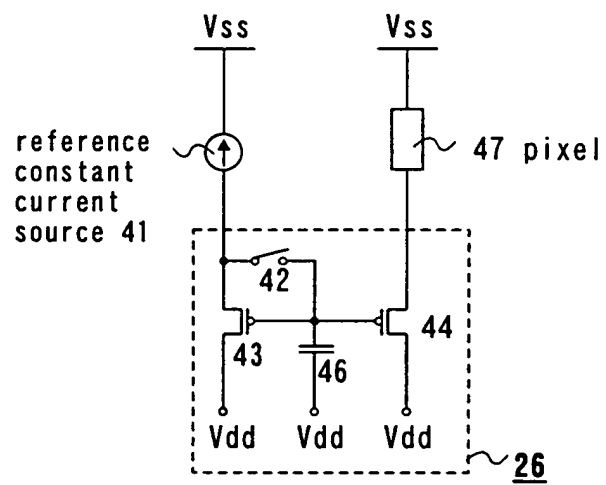 Vss
Vss
reference
constant
current
source 41
47 pixel
42
43
44
46
Vdd
Vdd
Vdd
26